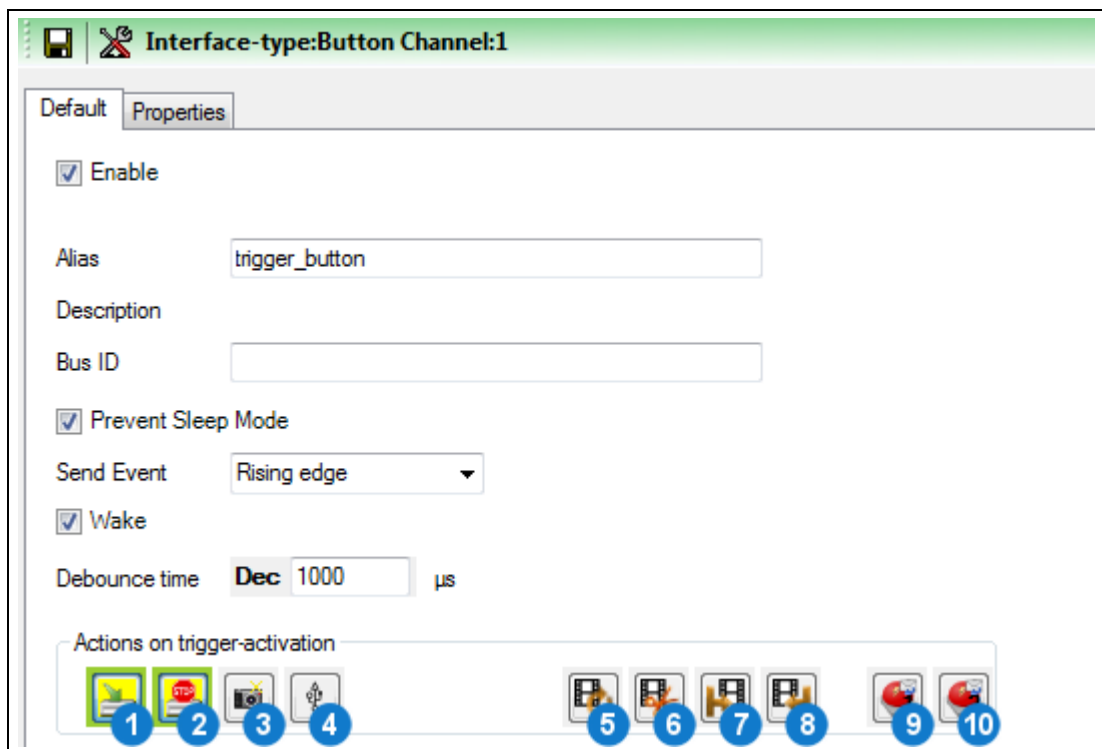 Interface-type:Button Channel:1
Default Properties
Enable
Alias trigger_button
Description
Bus ID
Prevent Sleep Mode
Send Event Rising edge
Wake
Debounce time Dec 1000 µs
Actions on trigger-activation
STOP
1 2 3 4 5 6 7 8 9 10